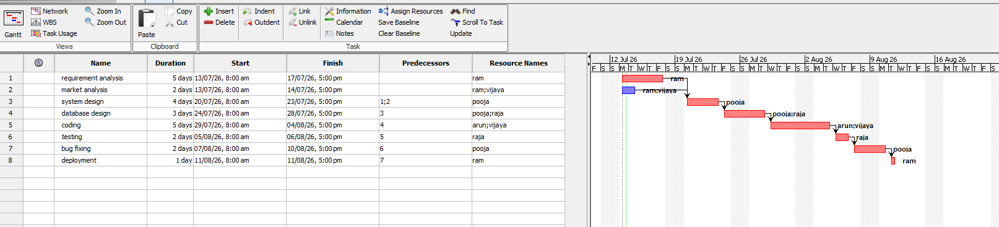 Network Zoom In Copy Insert Indent Link Information Assign Resources Find
WBS Zoom Out Cut Delete Outdent Unlink Calendar Save Baseline Scroll To Task
Gantt Task Usage Paste Notes Clear Baseline Update
Views Clipboard Task
Name Duration Start Finish Predecessors Resource Names
1 requirement analysis 5 days 13/07/26, 8:00 am 17/07/26, 5:00 pm ram
2 market analysis 2 days 13/07/26, 8:00 am 14/07/26, 5:00 pm ram;vijaya
3 system design 4 days 20/07/26, 8:00 am 23/07/26, 5:00 pm 1;2 pooja
4 database design 3 days 24/07/26, 8:00 am 28/07/26, 5:00 pm 3 pooja;raja
5 coding 5 days 29/07/26, 8:00 am 04/08/26, 5:00 pm 4 arun;vijaya
6 testing 2 days 05/08/26, 8:00 am 06/08/26, 5:00 pm 5 raja
7 bug fixing 2 days 07/08/26, 8:00 am 10/08/26, 5:00 pm 6 pooja
8 deployment 1 day 11/08/26, 8:00 am 11/08/26, 5:00 pm 7 ram
12 Jul 26 19 Jul 26 26 Jul 26 2 Aug 26 9 Aug 26 16 Aug 26
F S S M T W T F S S M T W T F S S M T W T F S S M T W T F S S M T W T F S S M T W T F S S M T W T F S S M T W T F S
ram
ram;vijaya
pooja
pooja;raja
arun;vijaya
raja
pooja
ram